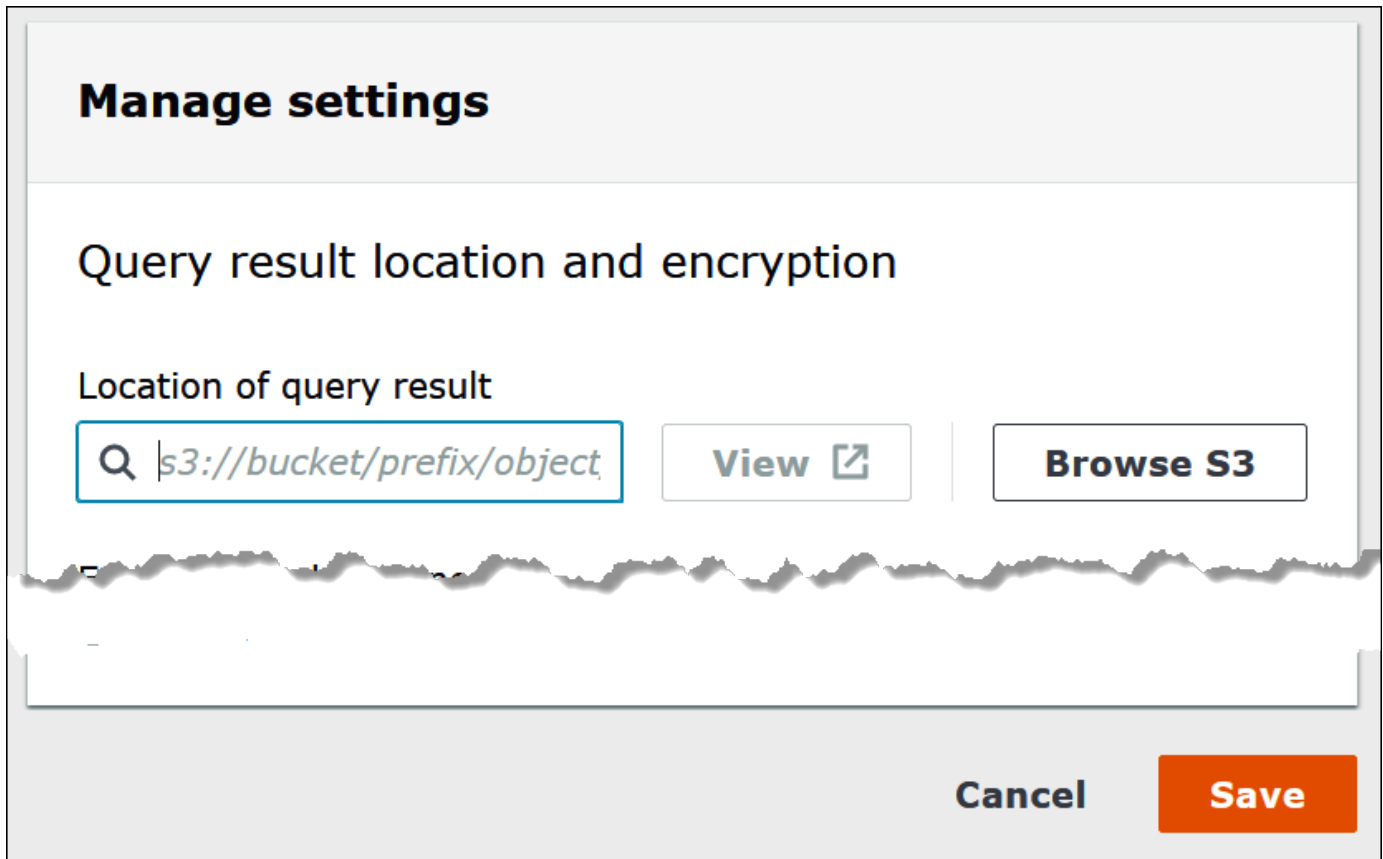 Manage settings
Query result location and encryption
Location of query result
s3://bucket/prefix/object
View
Browse S3
Cancel
Save